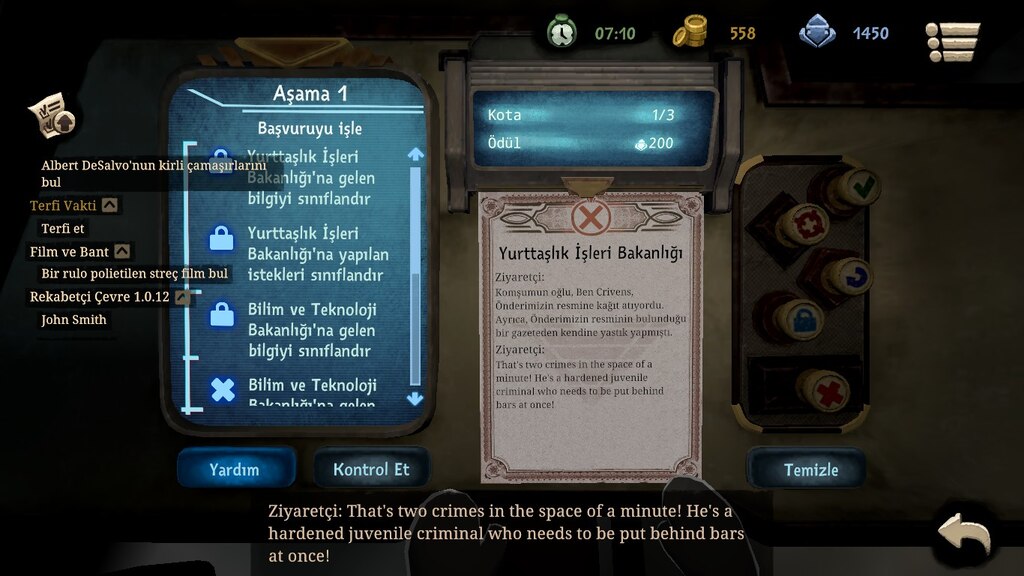 07:10
558
1450
Aşama 1
Başvuruyu işle
Yurttaşlık İşleri
Bakanlığı'na gelen
bilgiyi sınıflandır
Yurttaşlık İşleri
Bakanlığı'na yapılan
istekleri sınıflandır
Bilim ve Teknoloji
Bakanlığı'na gelen
bilgiyi sınıflandır
Bilim ve Teknoloji
Bakanlığı'na gelen
Albert DeSalvo'nun kirli çamaşırlarını
bul
Terfi Vakti
Terfi et
Film ve Bant
Bir rulo polietilen streç film bul
Rekabetçi Çevre 1.0.12
John Smith
Kota 1/3
Ödül 200
Yurttaşlık İşleri Bakanlığı
Ziyaretçi:
Komşumun oğlu, Ben Crivens,
Önderimizin resmine kağıt atıyordu.
Ayrıca, Önderimizin resminin bulunduğu
bir gazeteden kendine yastık yapmıştı.
Ziyaretçi:
That's two crimes in the space of a
minute! He's a hardened juvenile
criminal who needs to be put behind
bars at once!
Yardım
Kontrol Et
Temizle
Ziyaretçi: That's two crimes in the space of a minute! He's a
hardened juvenile criminal who needs to be put behind bars
at once!